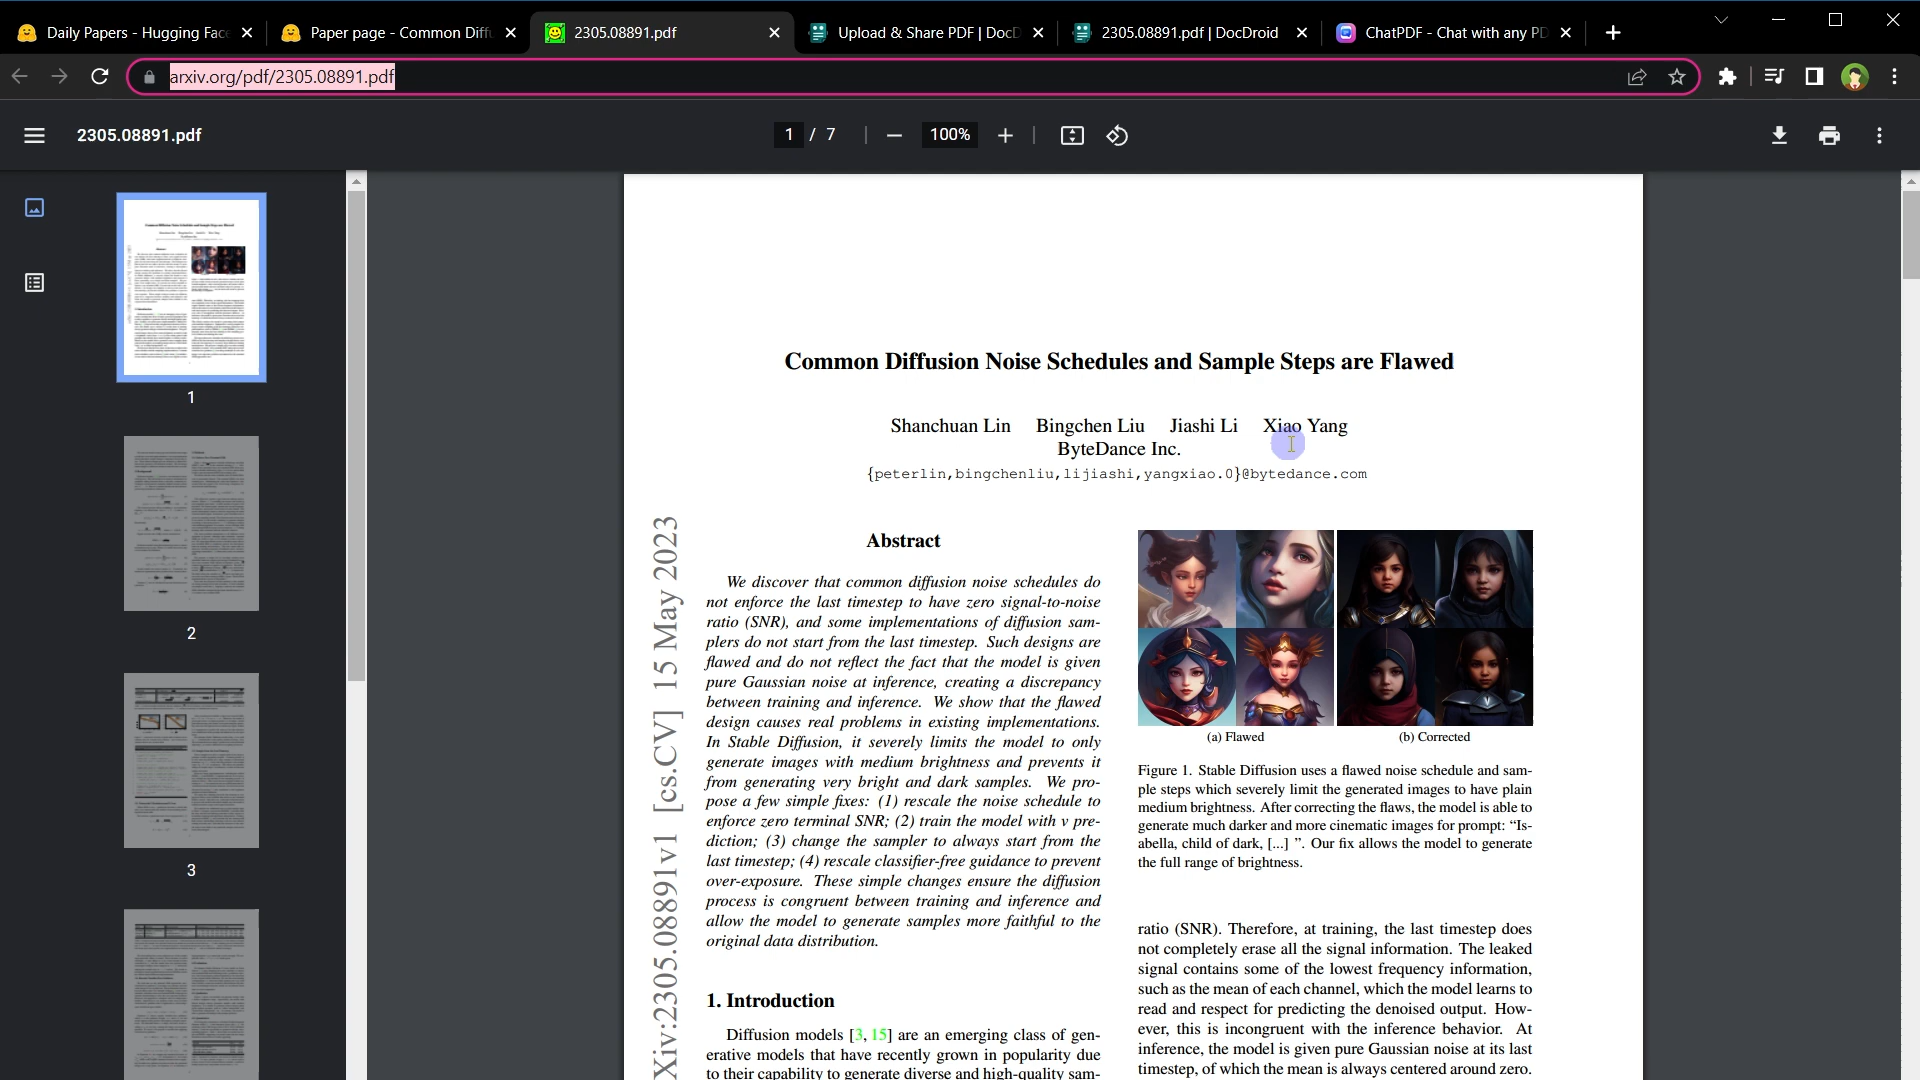 Daily Papers - Hugging Face
Paper page - Common Diffu
2305.08891.pdf
Upload & Share PDF | DocD
2305.08891.pdf | DocDroid
ChatPDF - Chat with any PD
arxiv.org/pdf/2305.08891.pdf
2305.08891.pdf
1 / 7
100%
1
2
3
Common Diffusion Noise Schedules and Sample Steps are Flawed
Shanchuan Lin Bingchen Liu Jiashi Li Xiao Yang
ByteDance Inc.
{peterlin,bingchenliu,lijiashi,yangxiao.0}@bytedance.com
Xiv:2305.08891v1 [cs.CV] 15 May 2023
Abstract
We discover that common diffusion noise schedules do
not enforce the last timestep to have zero signal-to-noise
ratio (SNR), and some implementations of diffusion sam-
plers do not start from the last timestep. Such designs are
flawed and do not reflect the fact that the model is given
pure Gaussian noise at inference, creating a discrepancy
between training and inference. We show that the flawed
design causes real problems in existing implementations.
In Stable Diffusion, it severely limits the model to only
generate images with medium brightness and prevents it
from generating very bright and dark samples. We pro-
pose a few simple fixes: (1) rescale the noise schedule to
enforce zero terminal SNR; (2) train the model with v pre-
diction; (3) change the sampler to always start from the
last timestep; (4) rescale classifier-free guidance to prevent
over-exposure. These simple changes ensure the diffusion
process is congruent between training and inference and
allow the model to generate samples more faithful to the
original data distribution.
1. Introduction
Diffusion models [3, 15] are an emerging class of gen-
erative models that have recently grown in popularity due
to their capability to generate diverse and high-quality sam-
(a) Flawed
(b) Corrected
Figure 1. Stable Diffusion uses a flawed noise schedule and sam-
ple steps which severely limit the generated images to have plain
medium brightness. After correcting the flaws, the model is able to
generate much darker and more cinematic images for prompt: “Is-
abella, child of dark, [...] ”. Our fix allows the model to generate
the full range of brightness.
ratio (SNR). Therefore, at training, the last timestep does
not completely erase all the signal information. The leaked
signal contains some of the lowest frequency information,
such as the mean of each channel, which the model learns to
read and respect for predicting the denoised output. How-
ever, this is incongruent with the inference behavior. At
inference, the model is given pure Gaussian noise at its last
timestep, of which the mean is always centered around zero.